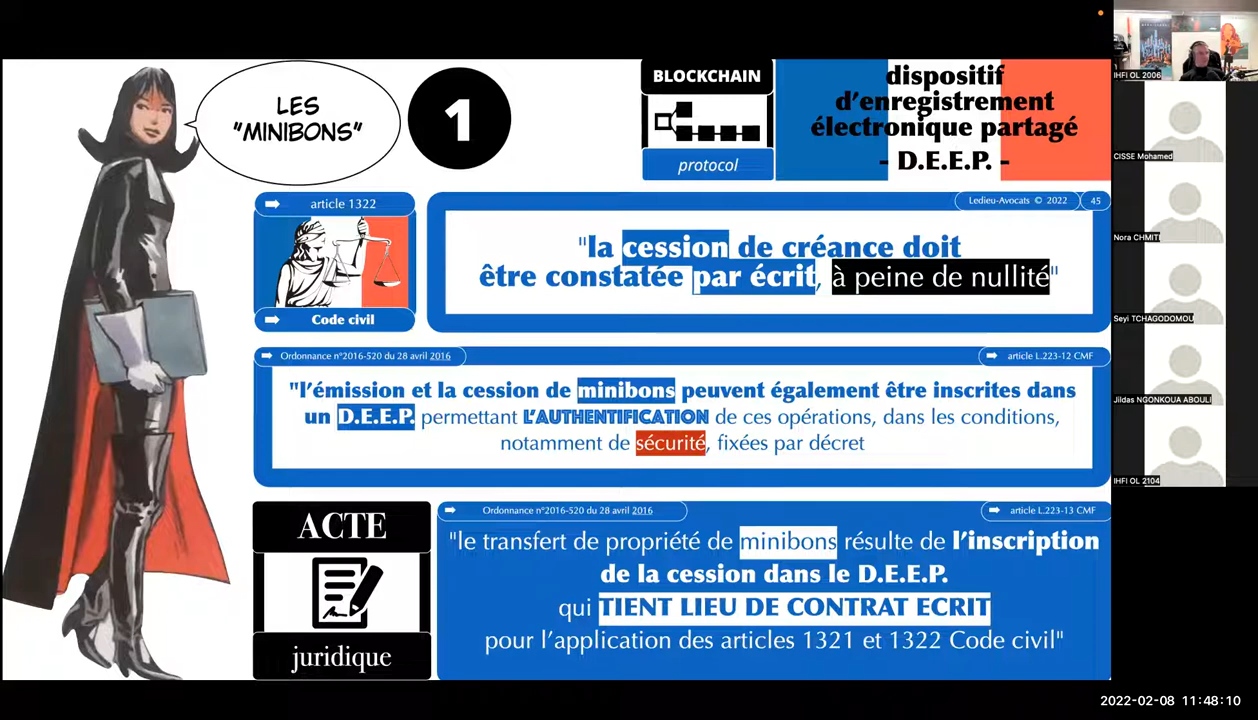 LES
"MINIBONS"
1
BLOCKCHAIN
protocol
dispositif
d'enregistrement
électronique partagé
- D.E.E.P. -
article 1322
Code civil
Ledieu-Avocats © 2022
45
"la cession de créance doit
être constatée par écrit, à peine de nullité"
Ordonnance n°2016-520 du 28 avril 2016
article L.223-12 CMF
"l'émission et la cession de minibons peuvent également être inscrites dans
un D.E.E.P. permettant L'AUTHENTIFICATION de ces opérations, dans les conditions,
notamment de sécurité, fixées par décret
ACTE
juridique
Ordonnance n°2016-520 du 28 avril 2016
article L.223-13 CMF
"le transfert de propriété de minibons résulte de l'inscription
de la cession dans le D.E.E.P.
qui TIENT LIEU DE CONTRAT ECRIT
pour l'application des articles 1321 et 1322 Code civil"
IHFI OL 2006
CISSE Mohamed
Nora CHMITI
Seyi TCHAGODOMOU
Jildas NGONKOUA ABOULI
IHFI OL 2104
2022-02-08 11:48:10